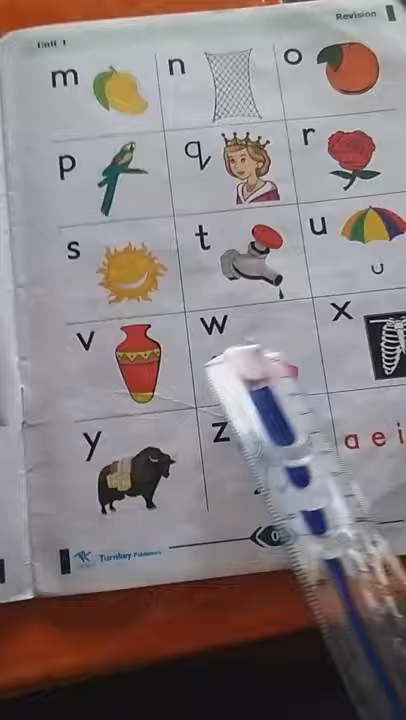 Unit 1
Revision
m n o
p q r
s t u
v w x
y z a e i
Turnkey Publishers